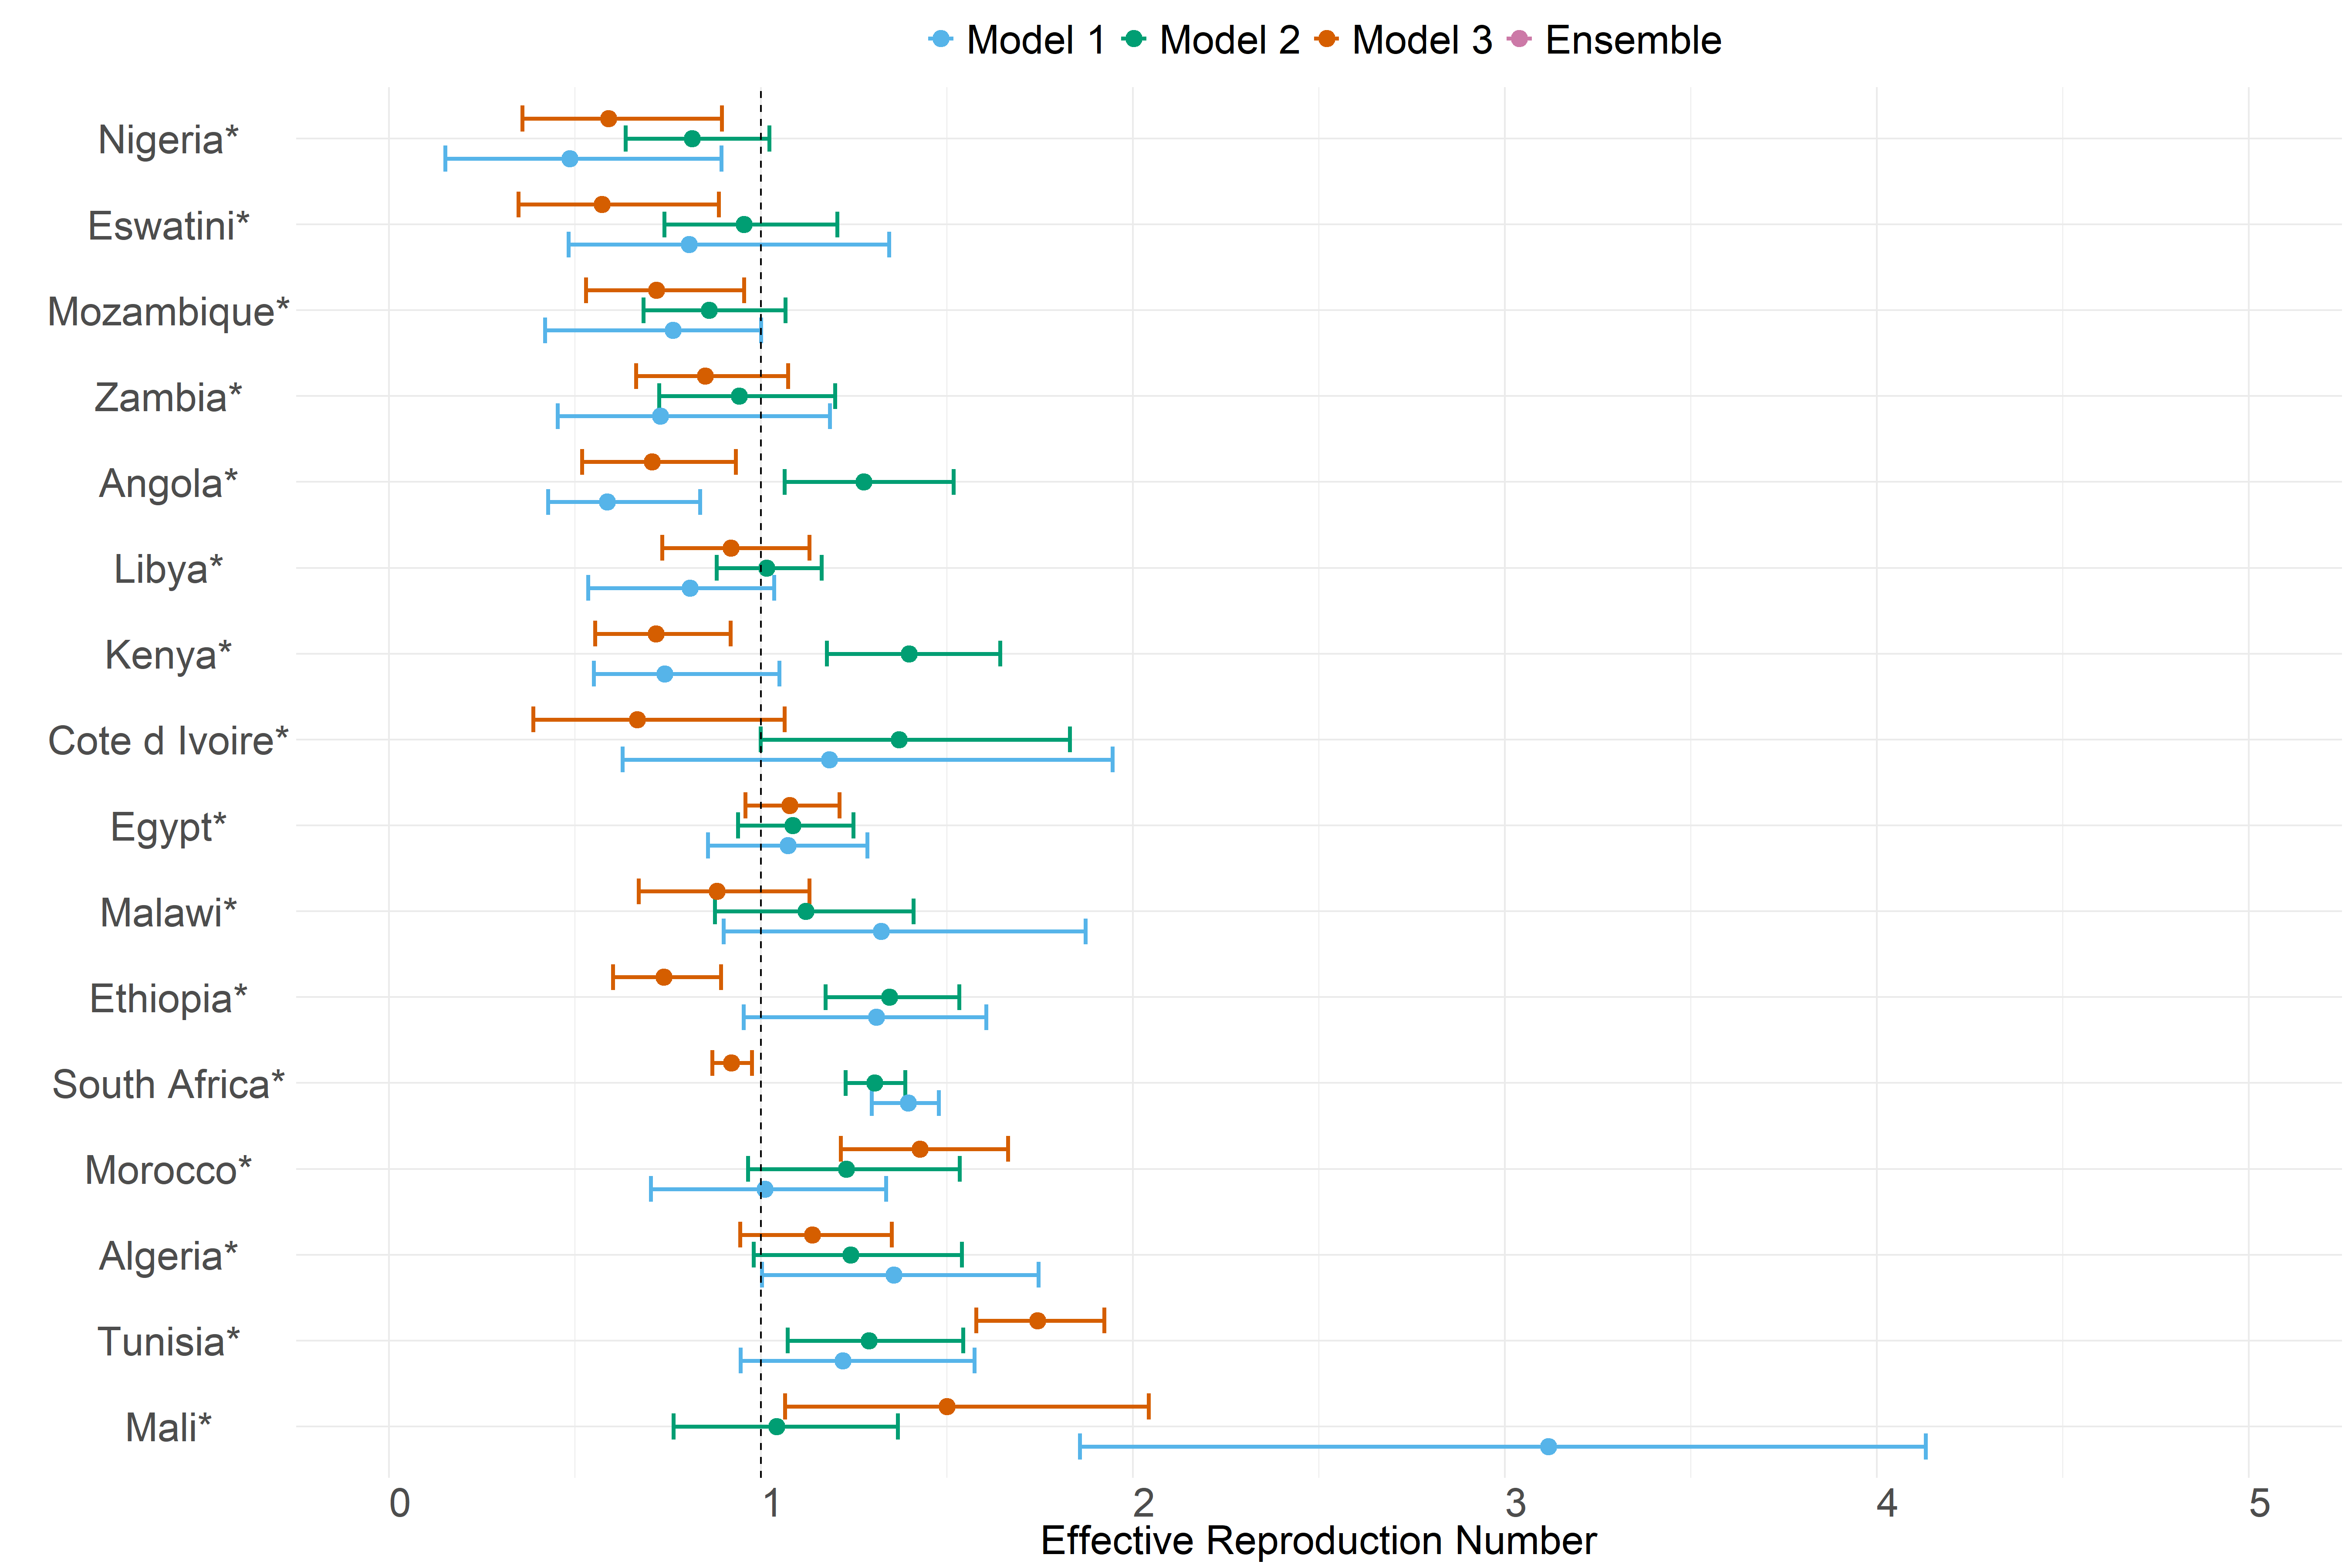 Model 1 Model 2 Model 3 Ensemble
Nigeria*
Eswatini*
Mozambique*
Zambia*
Angola*
Libya*
Kenya*
Cote d Ivoire*
Egypt*
Malawi*
Ethiopia*
South Africa*
Morocco*
Algeria*
Tunisia*
Mali*
0 1 2 3 4 5
Effective Reproduction Number